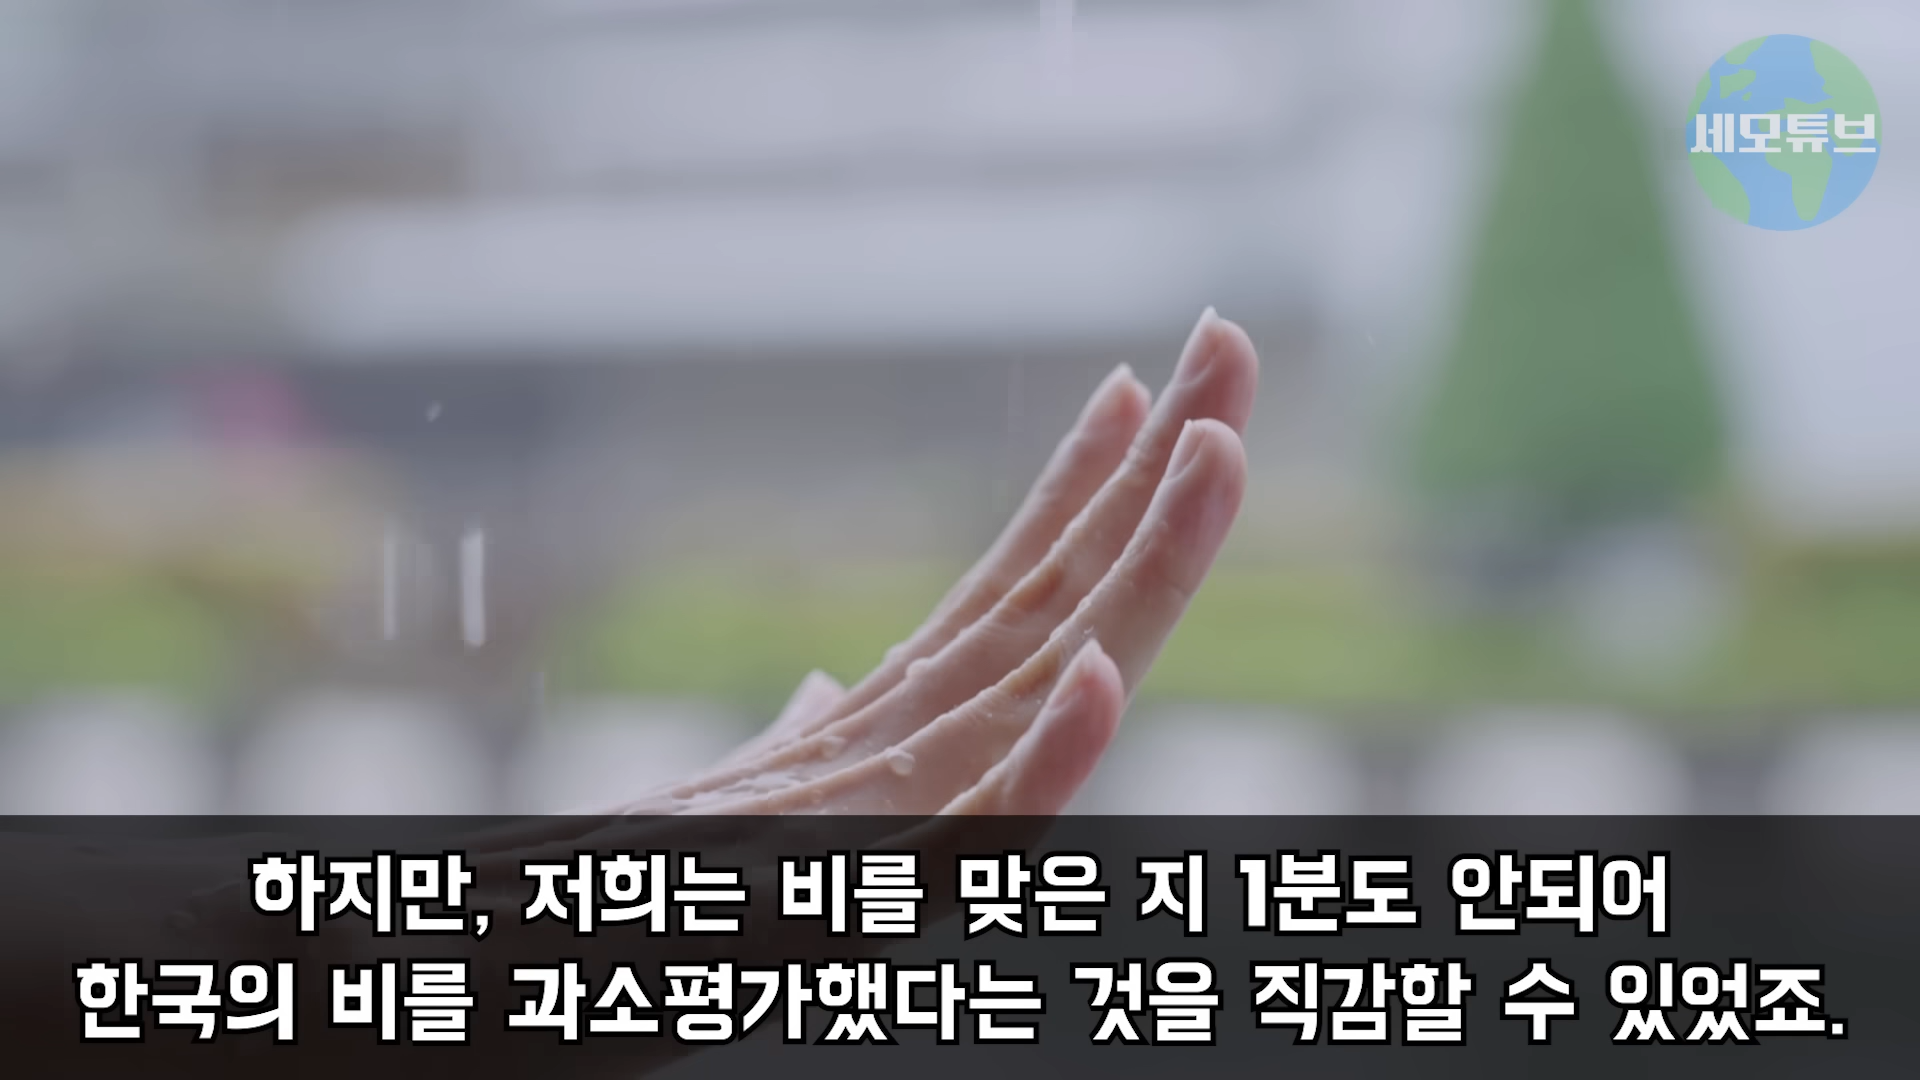 세모튜브
하지만, 저희는 비를 맞은 지 1분도 안되어
한국의 비를 과소평가했다는 것을 직감할 수 있었죠.